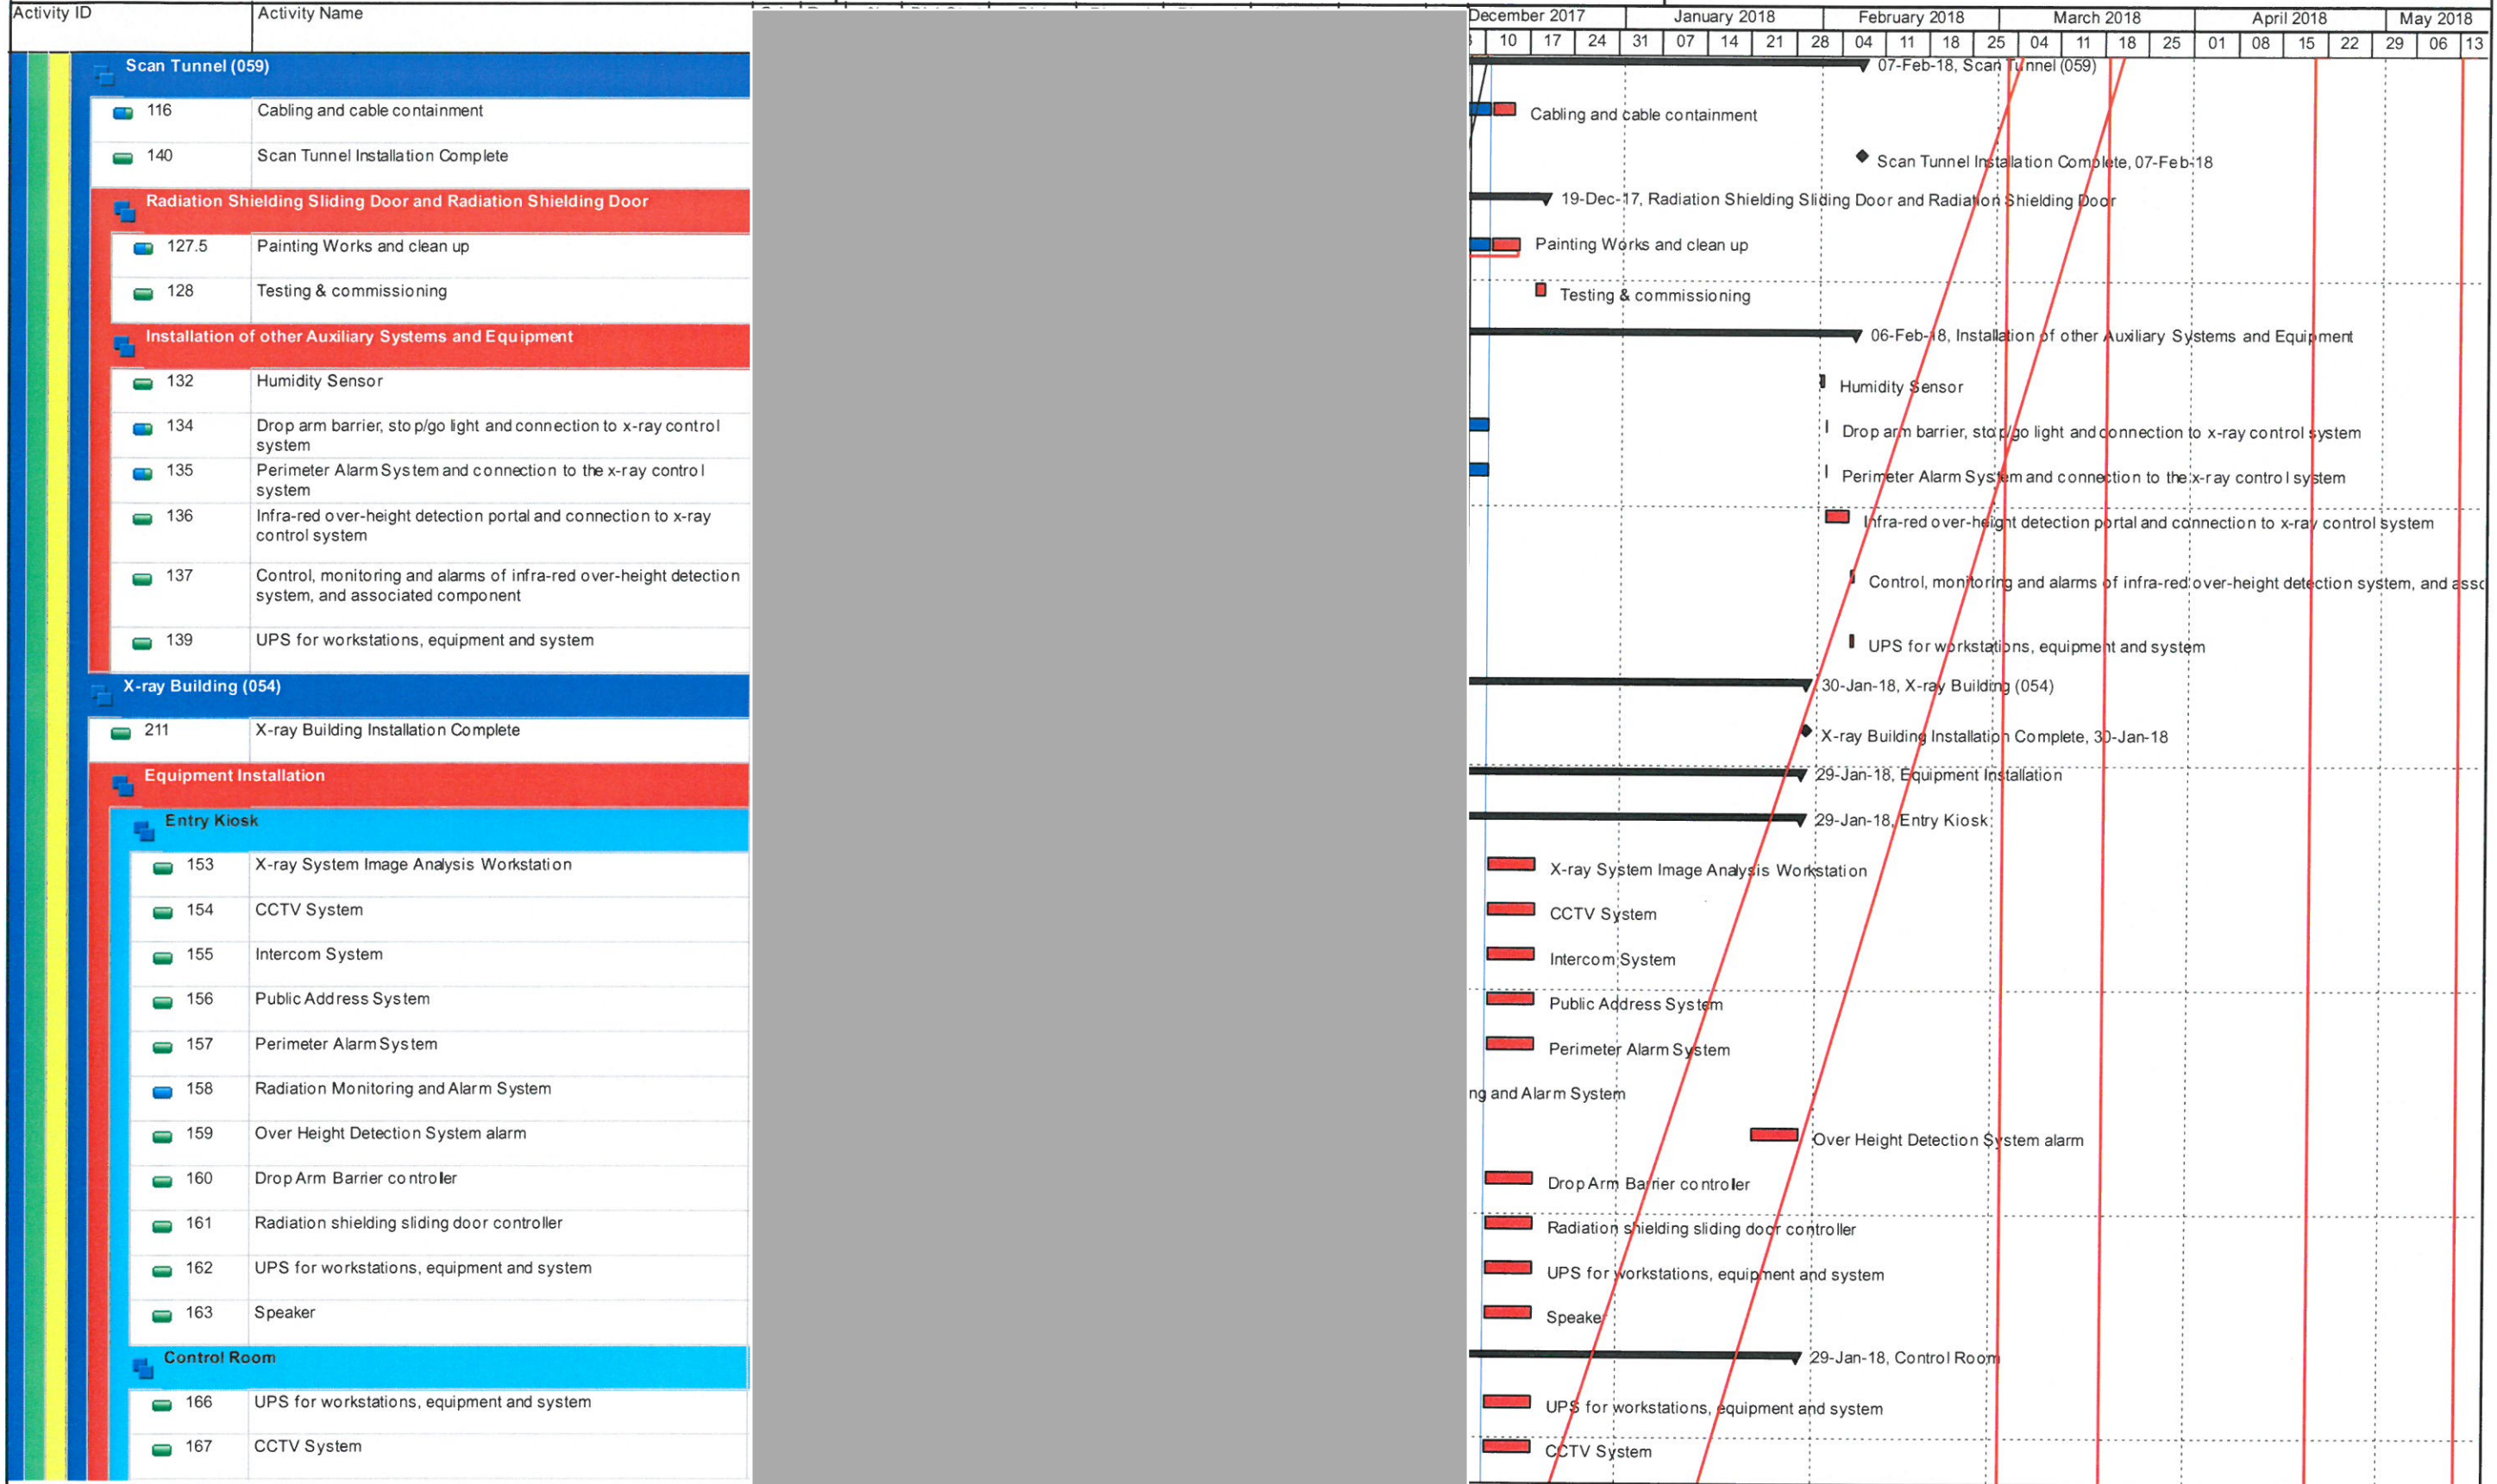 Activity ID Activity Name December 2017 January 2018 February 2018 March 2018 April 2018 May 2018
10 17 24 31 07 14 21 28 04 11 18 25 04 11 18 25 01 08 15 22 29 06 13
Scan Tunnel (059) 07-Feb-18, Scan Tunnel (059)
116 Cabling and cable containment Cabling and cable containment
140 Scan Tunnel Installation Complete Scan Tunnel Installation Complete, 07-Feb-18
Radiation Shielding Sliding Door and Radiation Shielding Door 19-Dec-17, Radiation Shielding Sliding Door and Radiation Shielding Door
127.5 Painting Works and clean up Painting Works and clean up
128 Testing & commissioning Testing & commissioning
Installation of other Auxiliary Systems and Equipment 06-Feb-18, Installation of other Auxiliary Systems and Equipment
132 Humidity Sensor Humidity Sensor
134 Drop arm barrier, stop/go light and connection to x-ray control Drop arm barrier, stop/go light and connection to x-ray control system
system
135 Perimeter Alarm System and connection to the x-ray control Perimeter Alarm System and connection to the x-ray control system
system
136 Infra-red over-height detection portal and connection to x-ray Infra-red over-height detection portal and connection to x-ray control system
control system
137 Control, monitoring and alarms of infra-red over-height detection Control, monitoring and alarms of infra-red over-height detection system, and assc
system, and associated component
139 UPS for workstations, equipment and system UPS for workstations, equipment and system
X-ray Building (054) 30-Jan-18, X-ray Building (054)
211 X-ray Building Installation Complete X-ray Building Installation Complete, 30-Jan-18
Equipment Installation 29-Jan-18, Equipment Installation
Entry Kiosk 29-Jan-18, Entry Kiosk
153 X-ray System Image Analysis Workstation X-ray System Image Analysis Workstation
154 CCTV System CCTV System
155 Intercom System Intercom System
156 Public Address System Public Address System
157 Perimeter Alarm System Perimeter Alarm System
158 Radiation Monitoring and Alarm System ng and Alarm System
159 Over Height Detection System alarm Over Height Detection System alarm
160 Drop Arm Barrier controller Drop Arm Barrier controller
161 Radiation shielding sliding door controller Radiation shielding sliding door controller
162 UPS for workstations, equipment and system UPS for workstations, equipment and system
163 Speaker Speaker
Control Room 29-Jan-18, Control Room
166 UPS for workstations, equipment and system UPS for workstations, equipment and system
167 CCTV System CCTV System